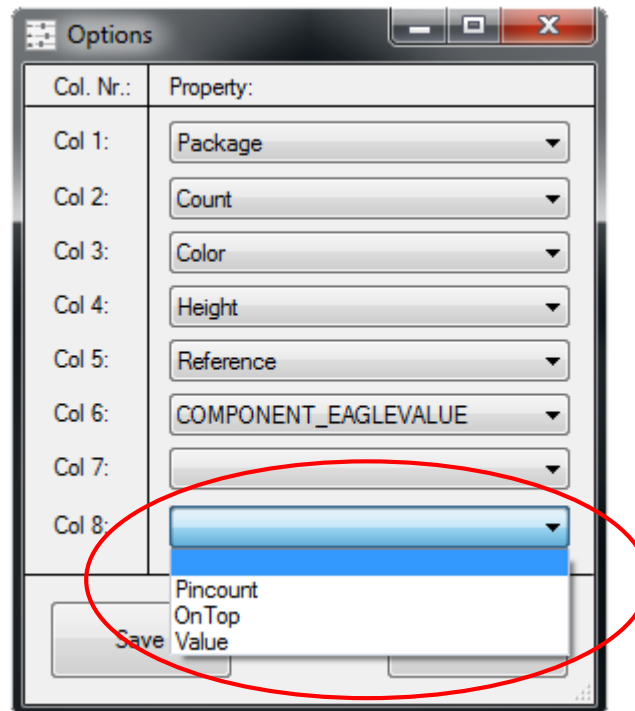 Options
Col. Nr.: Property:
Col 1: Package
Col 2: Count
Col 3: Color
Col 4: Height
Col 5: Reference
Col 6: COMPONENT_EAGLEVALUE
Col 7:
Col 8:
Pincount
OnTop
Save Value